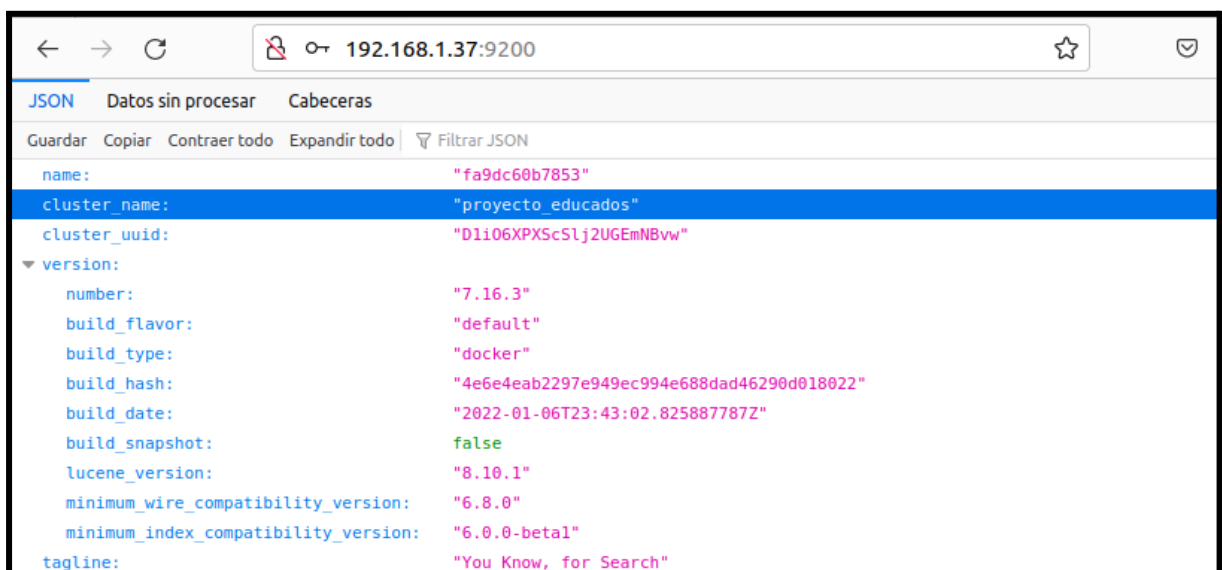 192.168.1.37:9200
JSON Datos sin procesar Cabeceras
Guardar Copiar Contraer todo Expandir todo Filtrar JSON
name: "fa9dc60b7853"
cluster_name: "proyecto_educados"
cluster_uuid: "D1iO6XPXScSlj2UGEmNBvw"
version:
number: "7.16.3"
build_flavor: "default"
build_type: "docker"
build_hash: "4e6e4eab2297e949ec994e688dad46290d018022"
build_date: "2022-01-06T23:43:02.825887787Z"
build_snapshot: false
lucene_version: "8.10.1"
minimum_wire_compatibility_version: "6.8.0"
minimum_index_compatibility_version: "6.0.0-beta1"
tagline: "You Know, for Search"